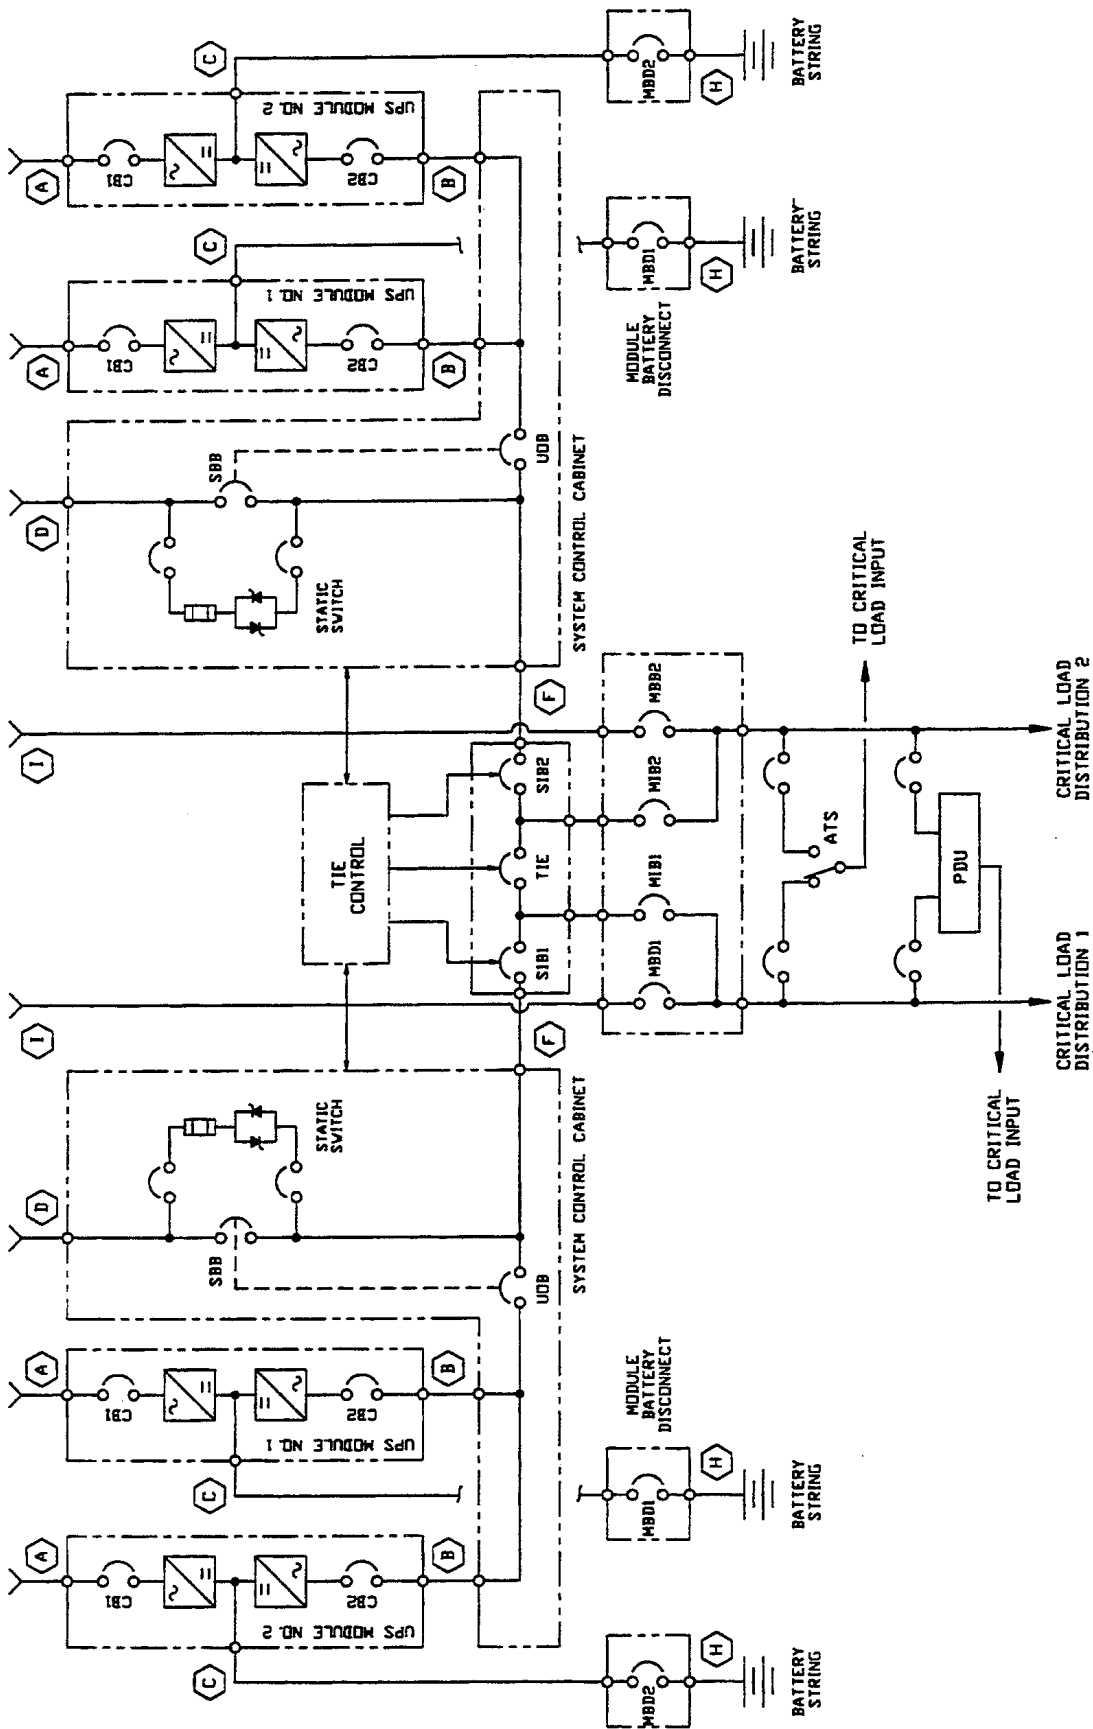 A
A
D
I
I
D
A
A
CB1
CB1
CB1
CB1
C
C
SBB
SBB
C
C
UPS MODULE NO. 2
UPS MODULE NO. 1
UPS MODULE NO. 1
UPS MODULE NO. 2
STATIC
SWITCH
TIE
CONTROL
STATIC
SWITCH
CB2
CB2
CB2
CB2
B
B
B
B
UOB
F
SIB1
TIE
SIB2
F
UOB
SYSTEM CONTROL CABINET
SYSTEM CONTROL CABINET
MODULE
BATTERY
DISCONNECT
MODULE
BATTERY
DISCONNECT
MBD2
MBD1
MBD1
MIB1
MIB2
MBB2
MBD1
MBD2
H
H
H
H
BATTERY
STRING
BATTERY
STRING
BATTERY
STRING
BATTERY
STRING
ATS
TO CRITICAL
LOAD INPUT
PDU
TO CRITICAL
LOAD INPUT
CRITICAL LOAD
DISTRIBUTION 1
CRITICAL LOAD
DISTRIBUTION 2